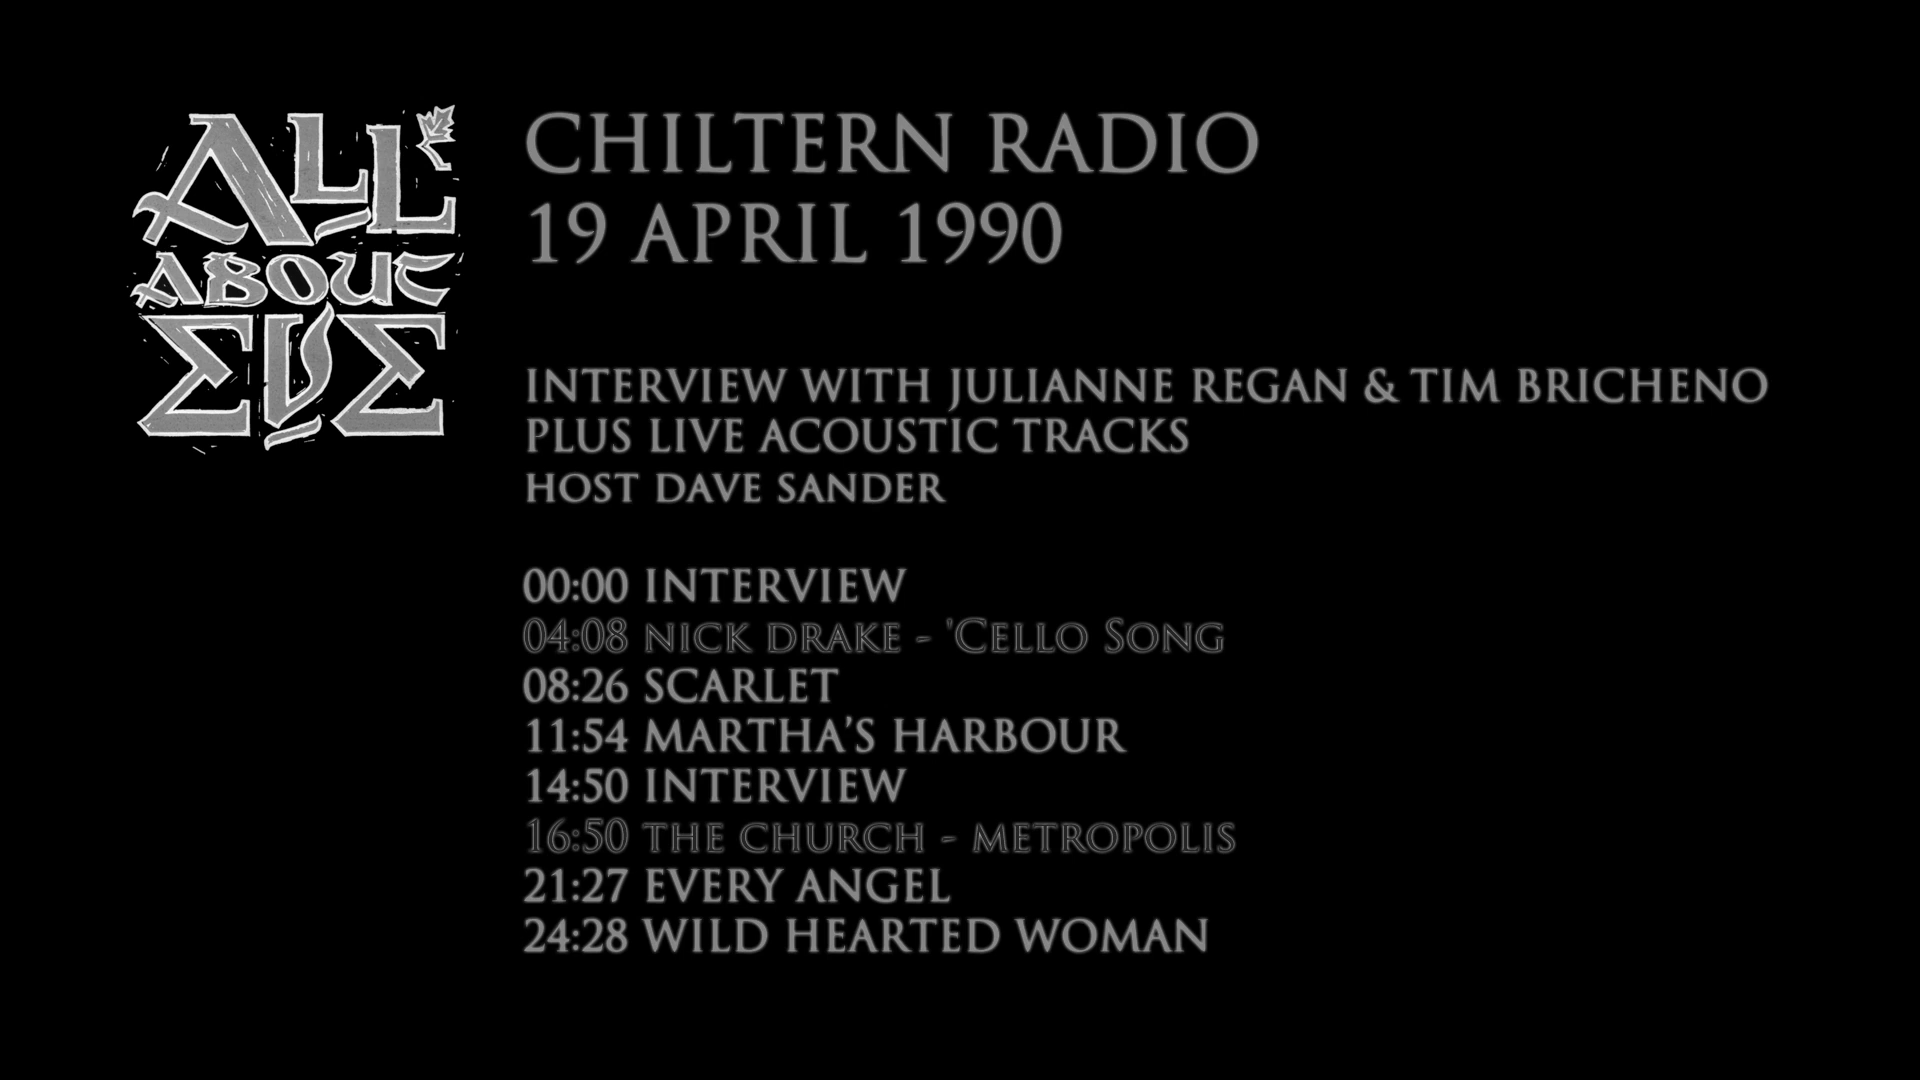 ALL
ABOUT
EVE
CHILTERN RADIO
19 APRIL 1990
INTERVIEW WITH JULIANNE REGAN & TIM BRICHENO
PLUS LIVE ACOUSTIC TRACKS
HOST DAVE SANDER
00:00 INTERVIEW
04:08 NICK DRAKE - 'CELLO SONG
08:26 SCARLET
11:54 MARTHA’S HARBOUR
14:50 INTERVIEW
16:50 THE CHURCH - METROPOLIS
21:27 EVERY ANGEL
24:28 WILD HEARTED WOMAN